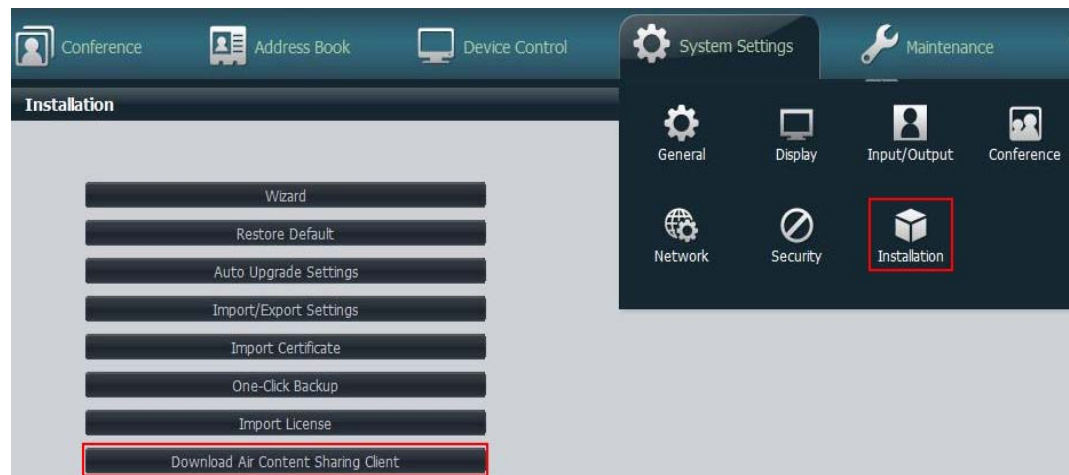 Conference Address Book Device Control System Settings Maintenance
Installation
General Display Input/Output Conference
Network Security Installation
Wizard
Restore Default
Auto Upgrade Settings
Import/Export Settings
Import Certificate
One-Click Backup
Import License
Download Air Content Sharing Client